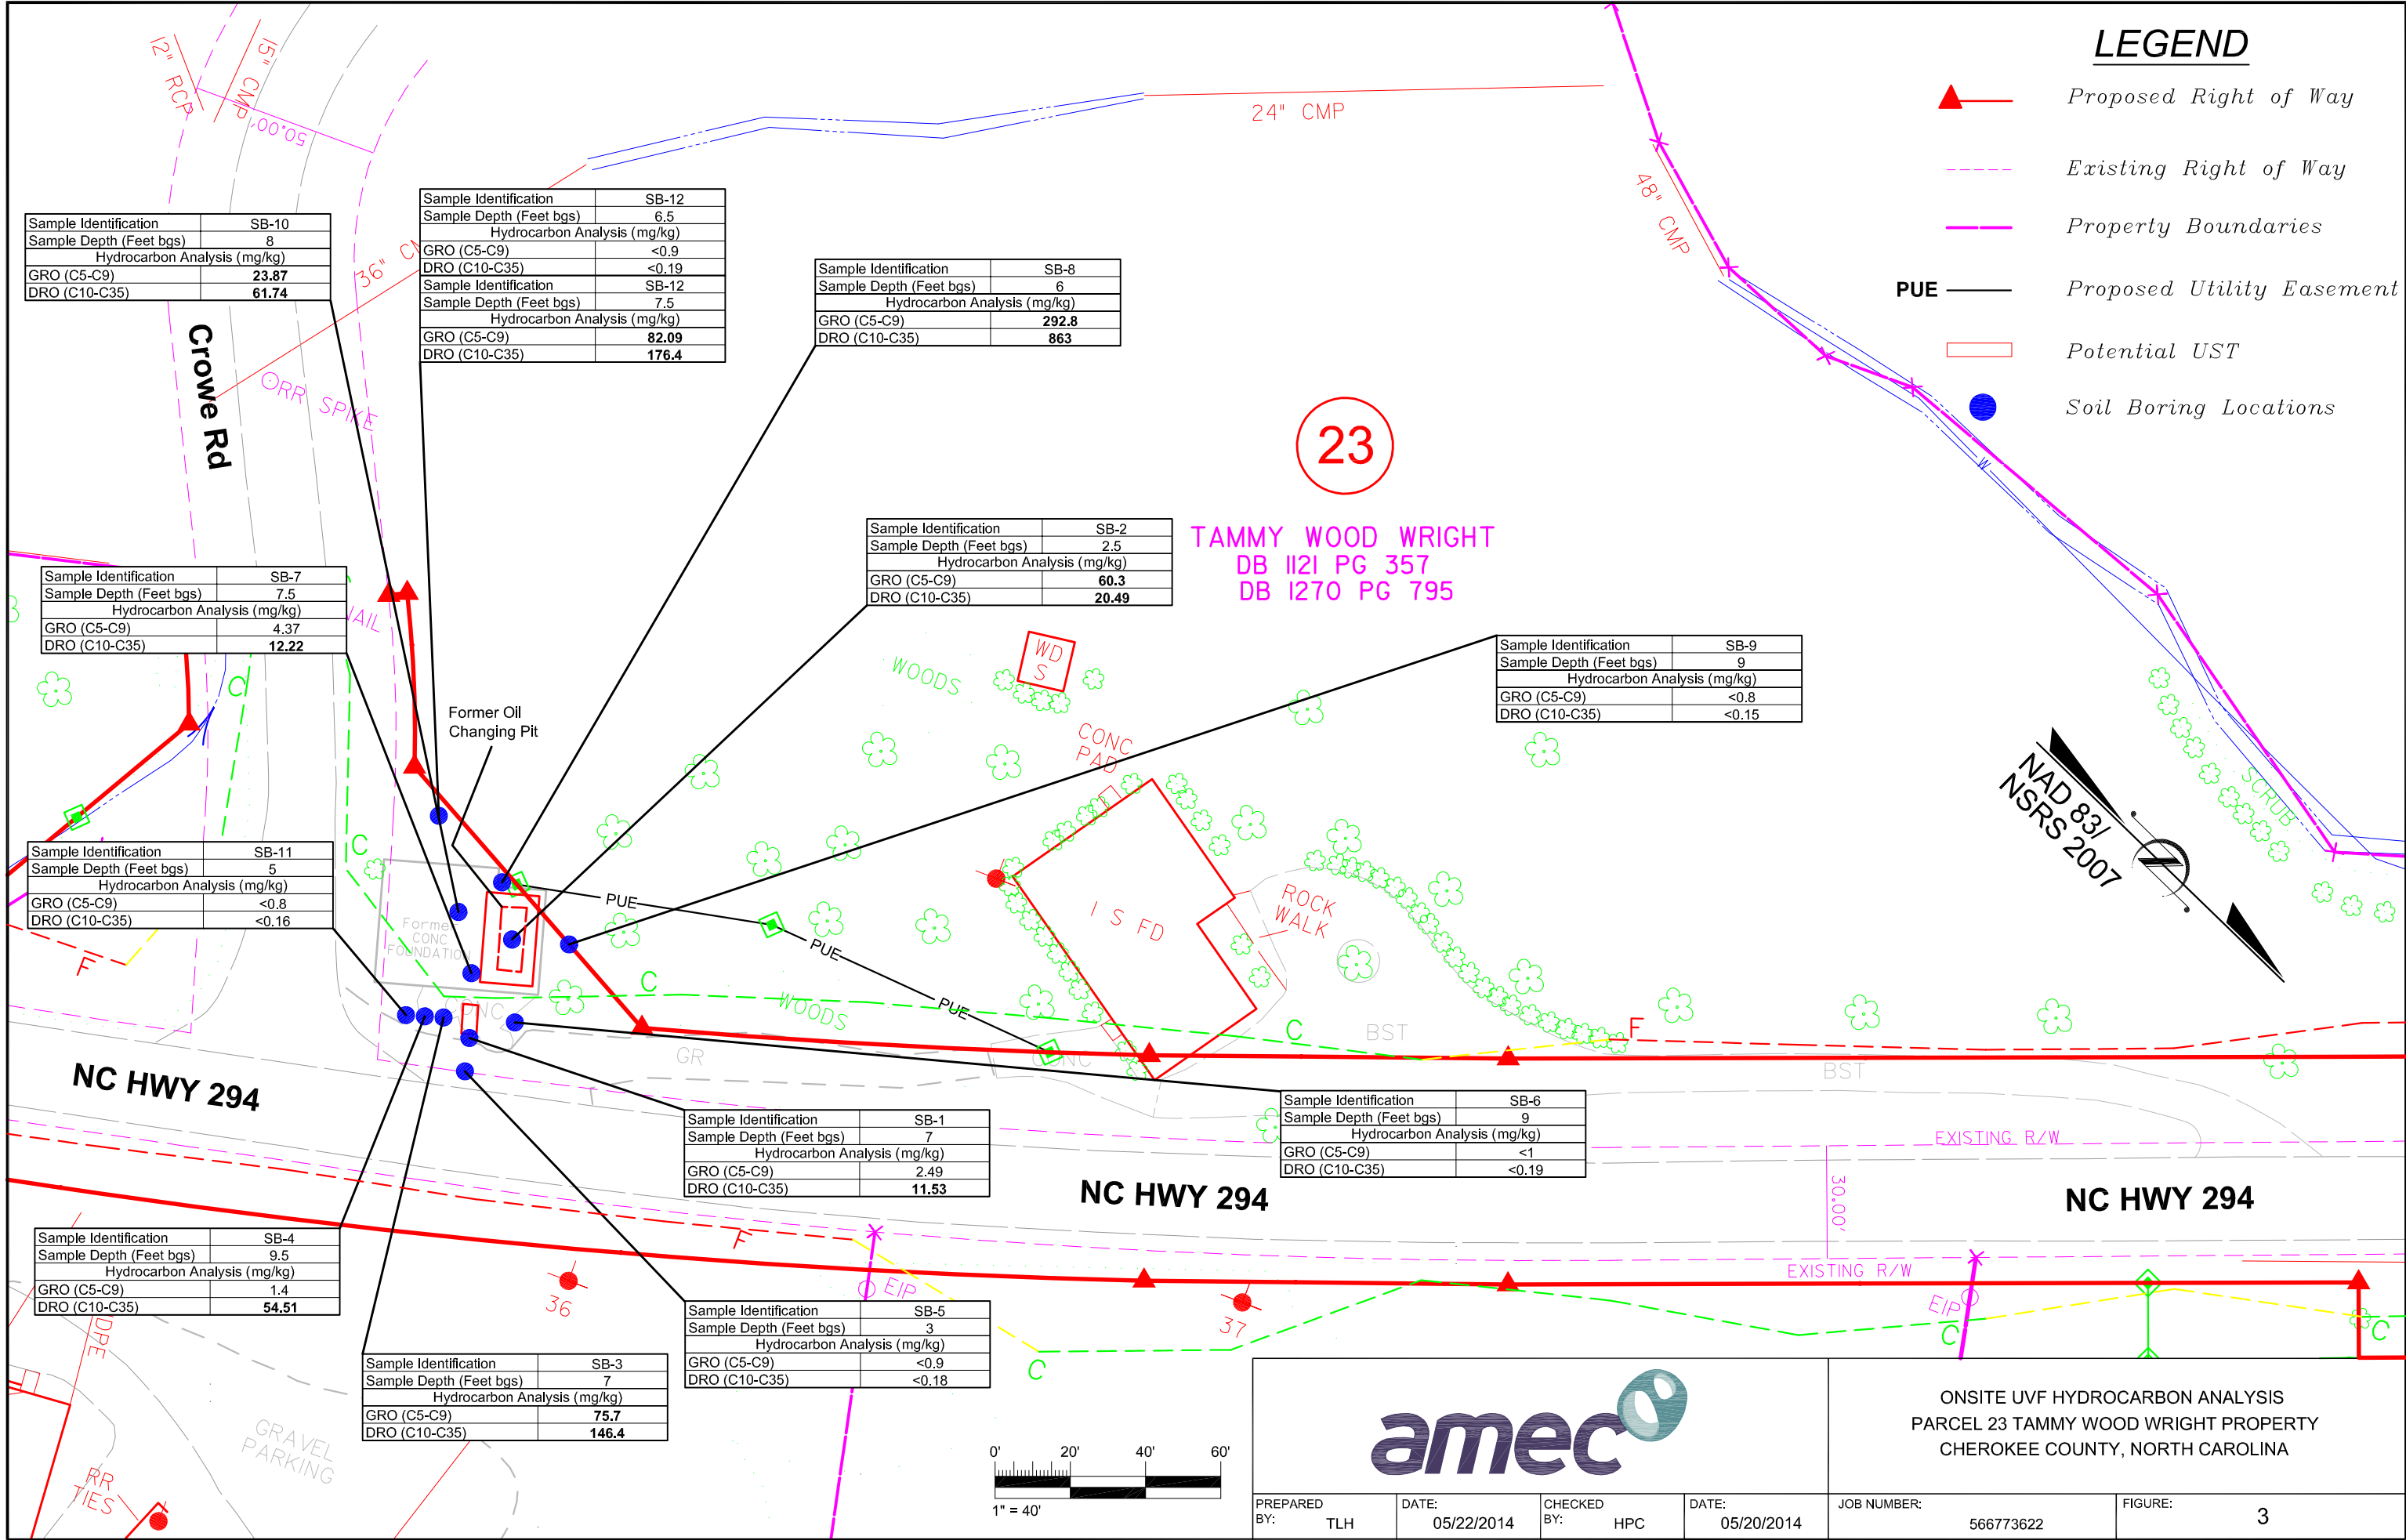 LEGEND
Proposed Right of Way
Existing Right of Way
Property Boundaries
PUE Proposed Utility Easement
Potential UST
Soil Boring Locations
12" RCP
15" CMP
50.00'
24" CMP
48" CMP
36" CM
Crowe Rd
RR SPIKE
Sample Identification SB-10
Sample Depth (Feet bgs) 8
Hydrocarbon Analysis (mg/kg)
GRO (C5-C9) 23.87
DRO (C10-C35) 61.74
Sample Identification SB-12
Sample Depth (Feet bgs) 6.5
Hydrocarbon Analysis (mg/kg)
GRO (C5-C9) <0.9
DRO (C10-C35) <0.19
Sample Identification SB-12
Sample Depth (Feet bgs) 7.5
Hydrocarbon Analysis (mg/kg)
GRO (C5-C9) 82.09
DRO (C10-C35) 176.4
Sample Identification SB-8
Sample Depth (Feet bgs) 6
Hydrocarbon Analysis (mg/kg)
GRO (C5-C9) 292.8
DRO (C10-C35) 863
23
TAMMY WOOD WRIGHT
DB 1121 PG 357
DB 1270 PG 795
Sample Identification SB-2
Sample Depth (Feet bgs) 2.5
Hydrocarbon Analysis (mg/kg)
GRO (C5-C9) 60.3
DRO (C10-C35) 20.49
Sample Identification SB-7
Sample Depth (Feet bgs) 7.5
Hydrocarbon Analysis (mg/kg)
GRO (C5-C9) 4.37
DRO (C10-C35) 12.22
Sample Identification SB-9
Sample Depth (Feet bgs) 9
Hydrocarbon Analysis (mg/kg)
GRO (C5-C9) <0.8
DRO (C10-C35) <0.15
W
C
WOODS
WD
S
CONC
PAD
Former Oil
Changing Pit
NAD 83/
NSRS 2007
SCRUB
Sample Identification SB-11
Sample Depth (Feet bgs) 5
Hydrocarbon Analysis (mg/kg)
GRO (C5-C9) <0.8
DRO (C10-C35) <0.16
C
PUE
PUE
PUE
Former
CONC
FOUNDATION
1 S FD
ROCK
WALK
F
C
WOODS
CONC
GR
CONC
C
BST
F
BST
NC HWY 294
Sample Identification SB-1
Sample Depth (Feet bgs) 7
Hydrocarbon Analysis (mg/kg)
GRO (C5-C9) 2.49
DRO (C10-C35) 11.53
Sample Identification SB-6
Sample Depth (Feet bgs) 9
Hydrocarbon Analysis (mg/kg)
GRO (C5-C9) <1
DRO (C10-C35) <0.19
EXISTING R/W
30.00'
NC HWY 294
NC HWY 294
EXISTING R/W
Sample Identification SB-4
Sample Depth (Feet bgs) 9.5
Hydrocarbon Analysis (mg/kg)
GRO (C5-C9) 1.4
DRO (C10-C35) 54.51
F
36
EIP
37
EIP
C
C
C
Sample Identification SB-5
Sample Depth (Feet bgs) 3
Hydrocarbon Analysis (mg/kg)
GRO (C5-C9) <0.9
DRO (C10-C35) <0.18
Sample Identification SB-3
Sample Depth (Feet bgs) 7
Hydrocarbon Analysis (mg/kg)
GRO (C5-C9) 75.7
DRO (C10-C35) 146.4
GRAVEL
PARKING
RR
TIES
0' 20' 40' 60'
1" = 40'
amec
ONSITE UVF HYDROCARBON ANALYSIS
PARCEL 23 TAMMY WOOD WRIGHT PROPERTY
CHEROKEE COUNTY, NORTH CAROLINA
PREPARED BY: TLH
DATE: 05/22/2014
CHECKED BY: HPC
DATE: 05/20/2014
JOB NUMBER: 566773622
FIGURE: 3